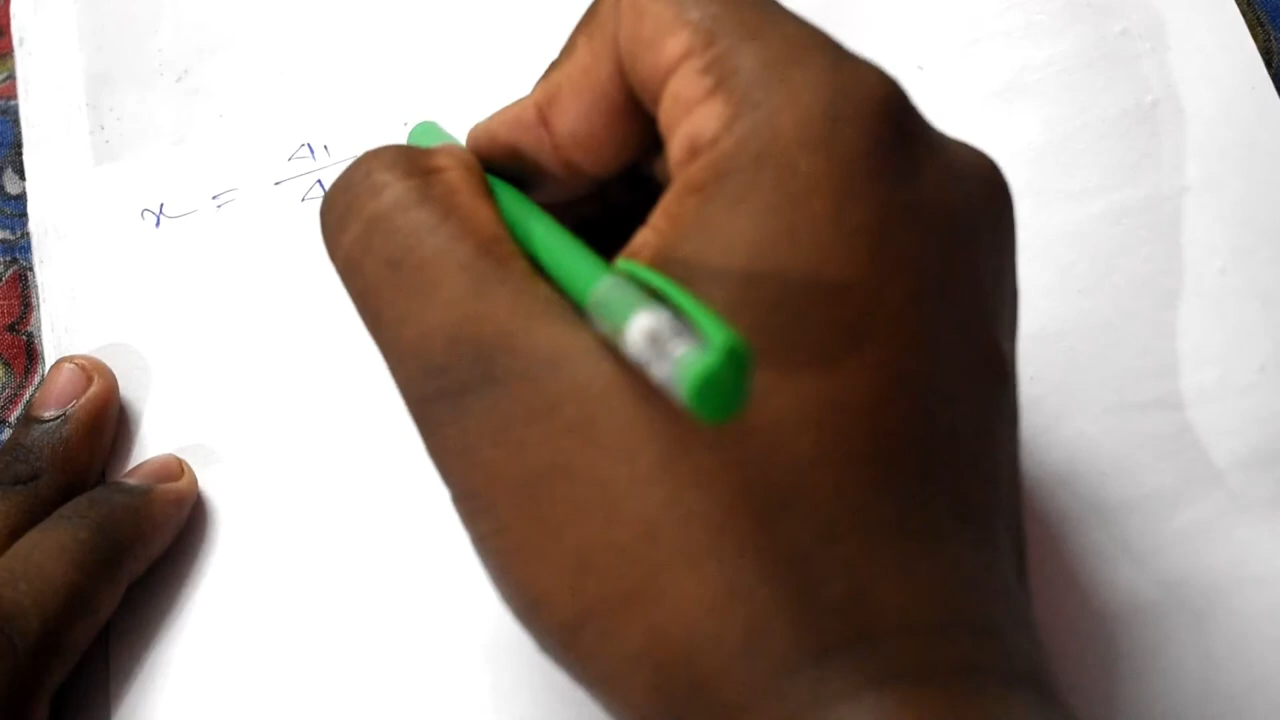 x = Δ1/Δ